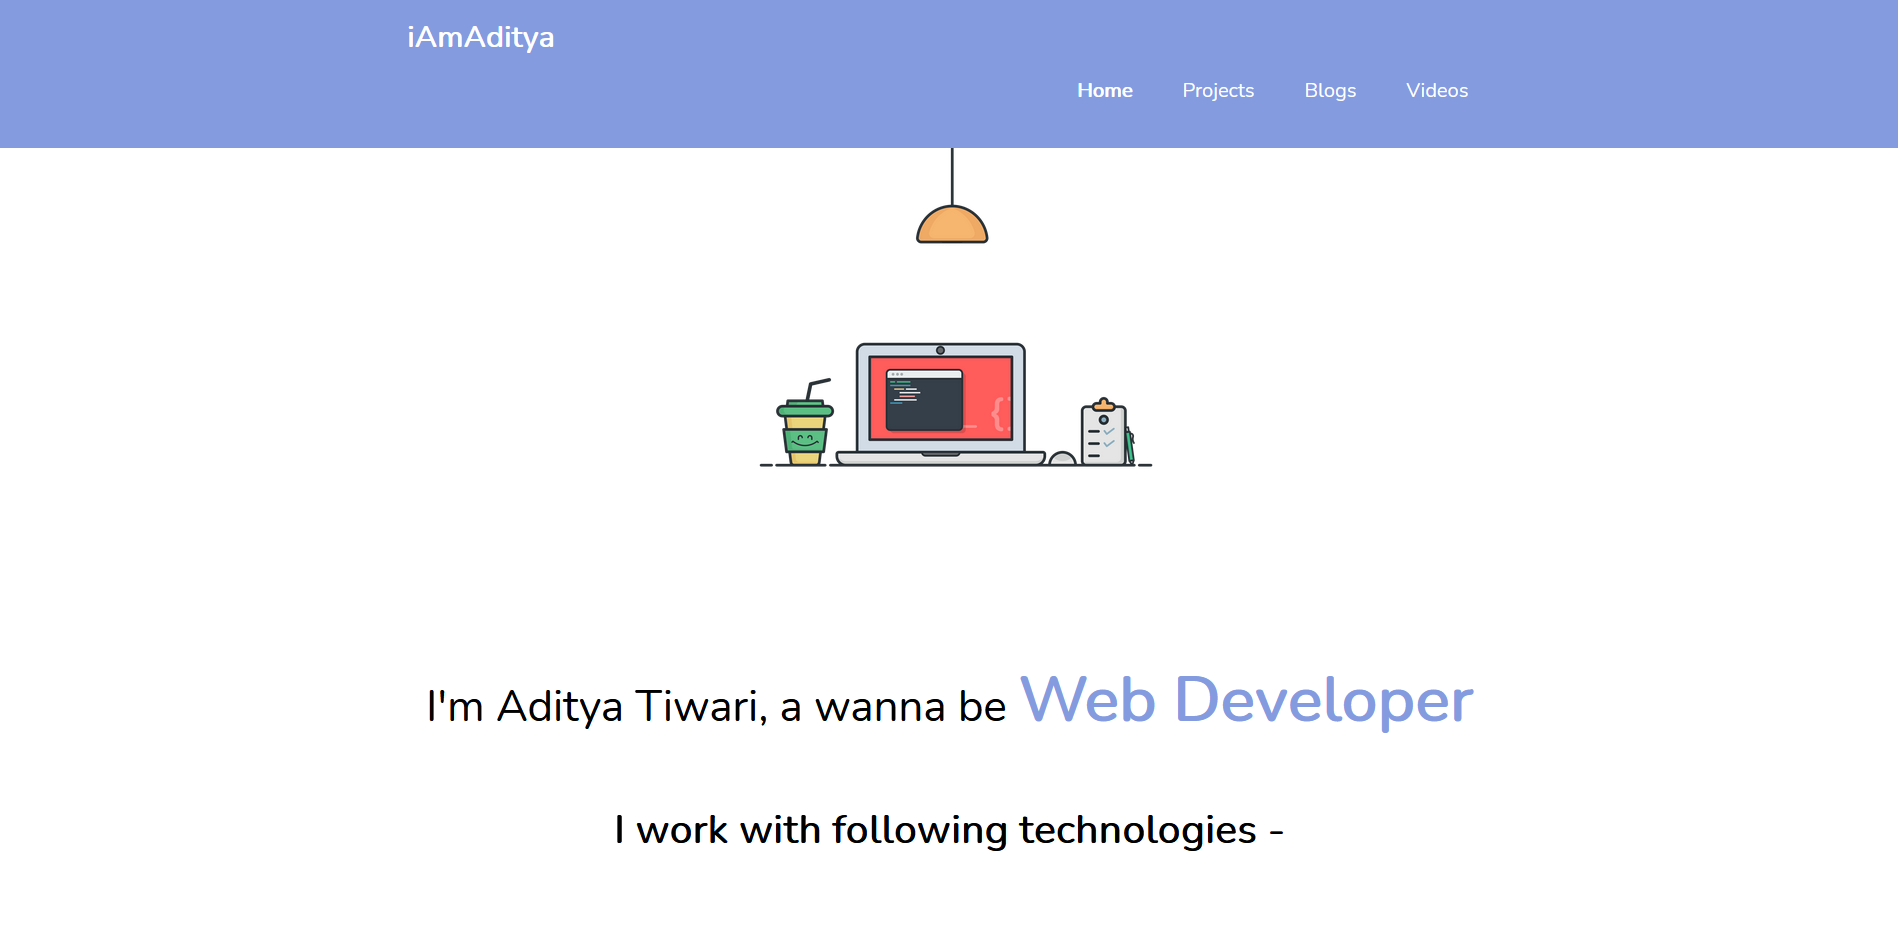 iAmAditya
Home Projects Blogs Videos
{
I'm Aditya Tiwari, a wanna be Web Developer
I work with following technologies -